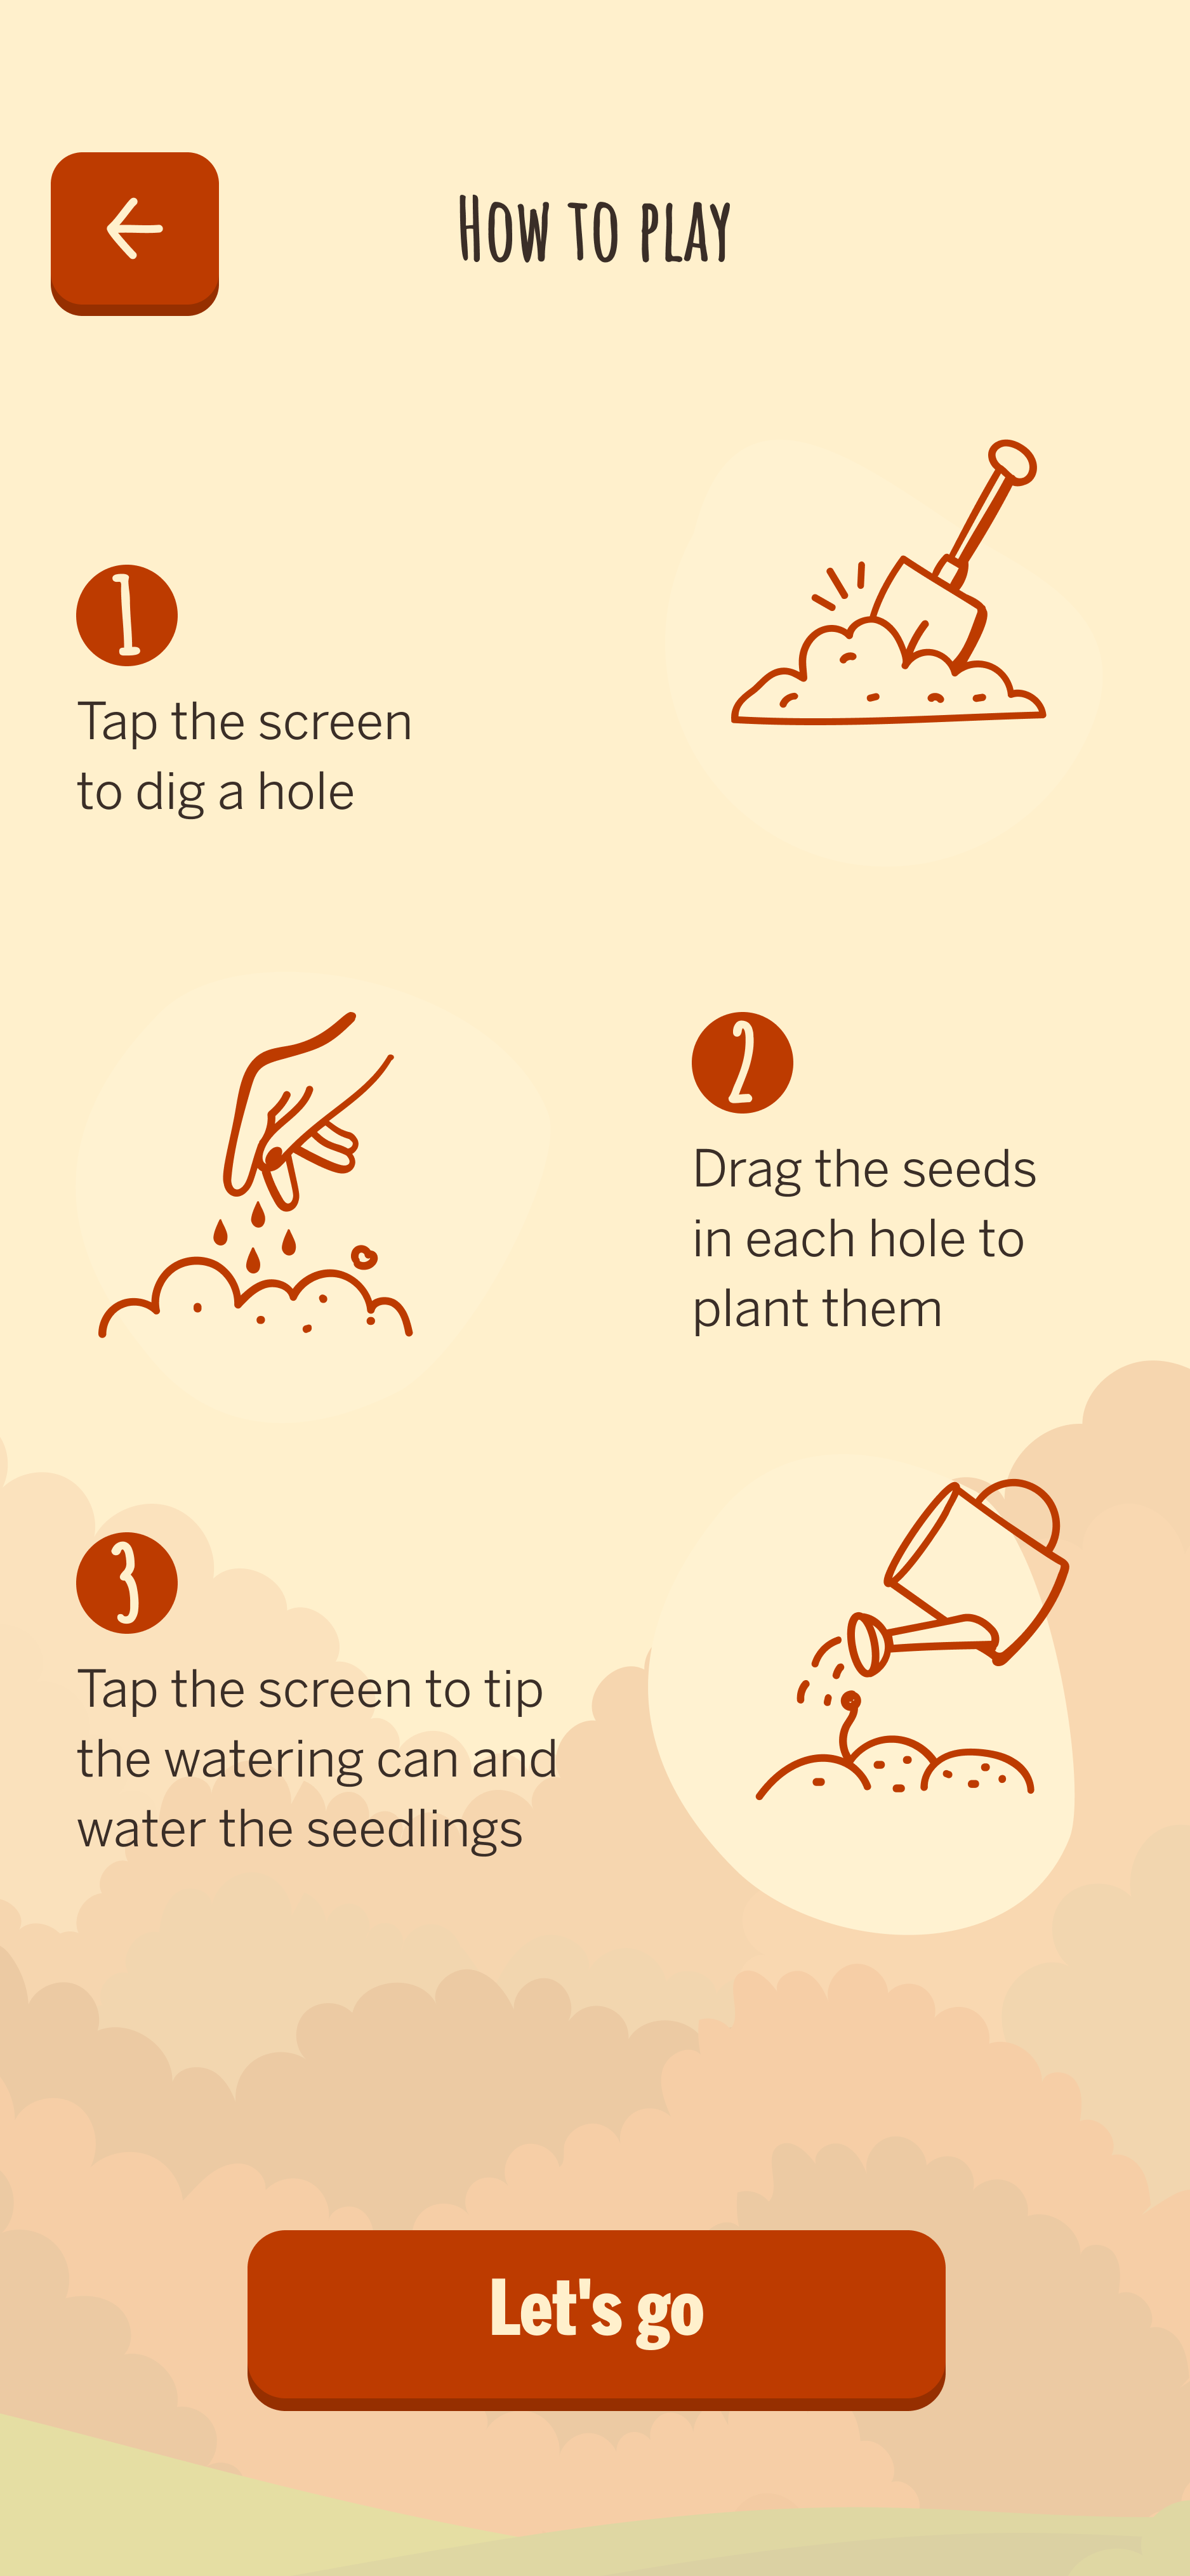 How to play
1
Tap the screen
to dig a hole
2
Drag the seeds
in each hole to
plant them
3
Tap the screen to tip
the watering can and
water the seedlings
Let's go